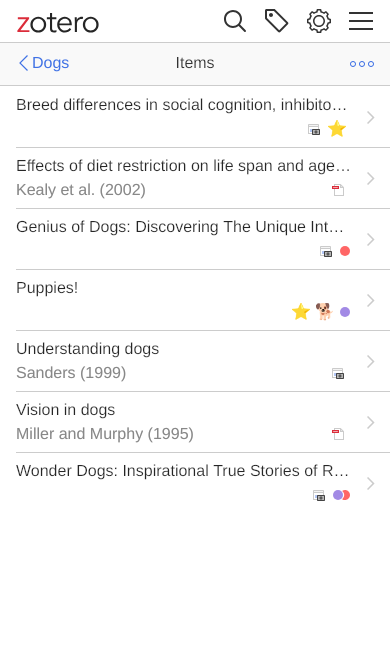 zotero
Dogs
Items
Breed differences in social cognition, inhibito…
Effects of diet restriction on life span and age…
Kealy et al. (2002)
Genius of Dogs: Discovering The Unique Int…
Puppies!
Understanding dogs
Sanders (1999)
Vision in dogs
Miller and Murphy (1995)
Wonder Dogs: Inspirational True Stories of R…